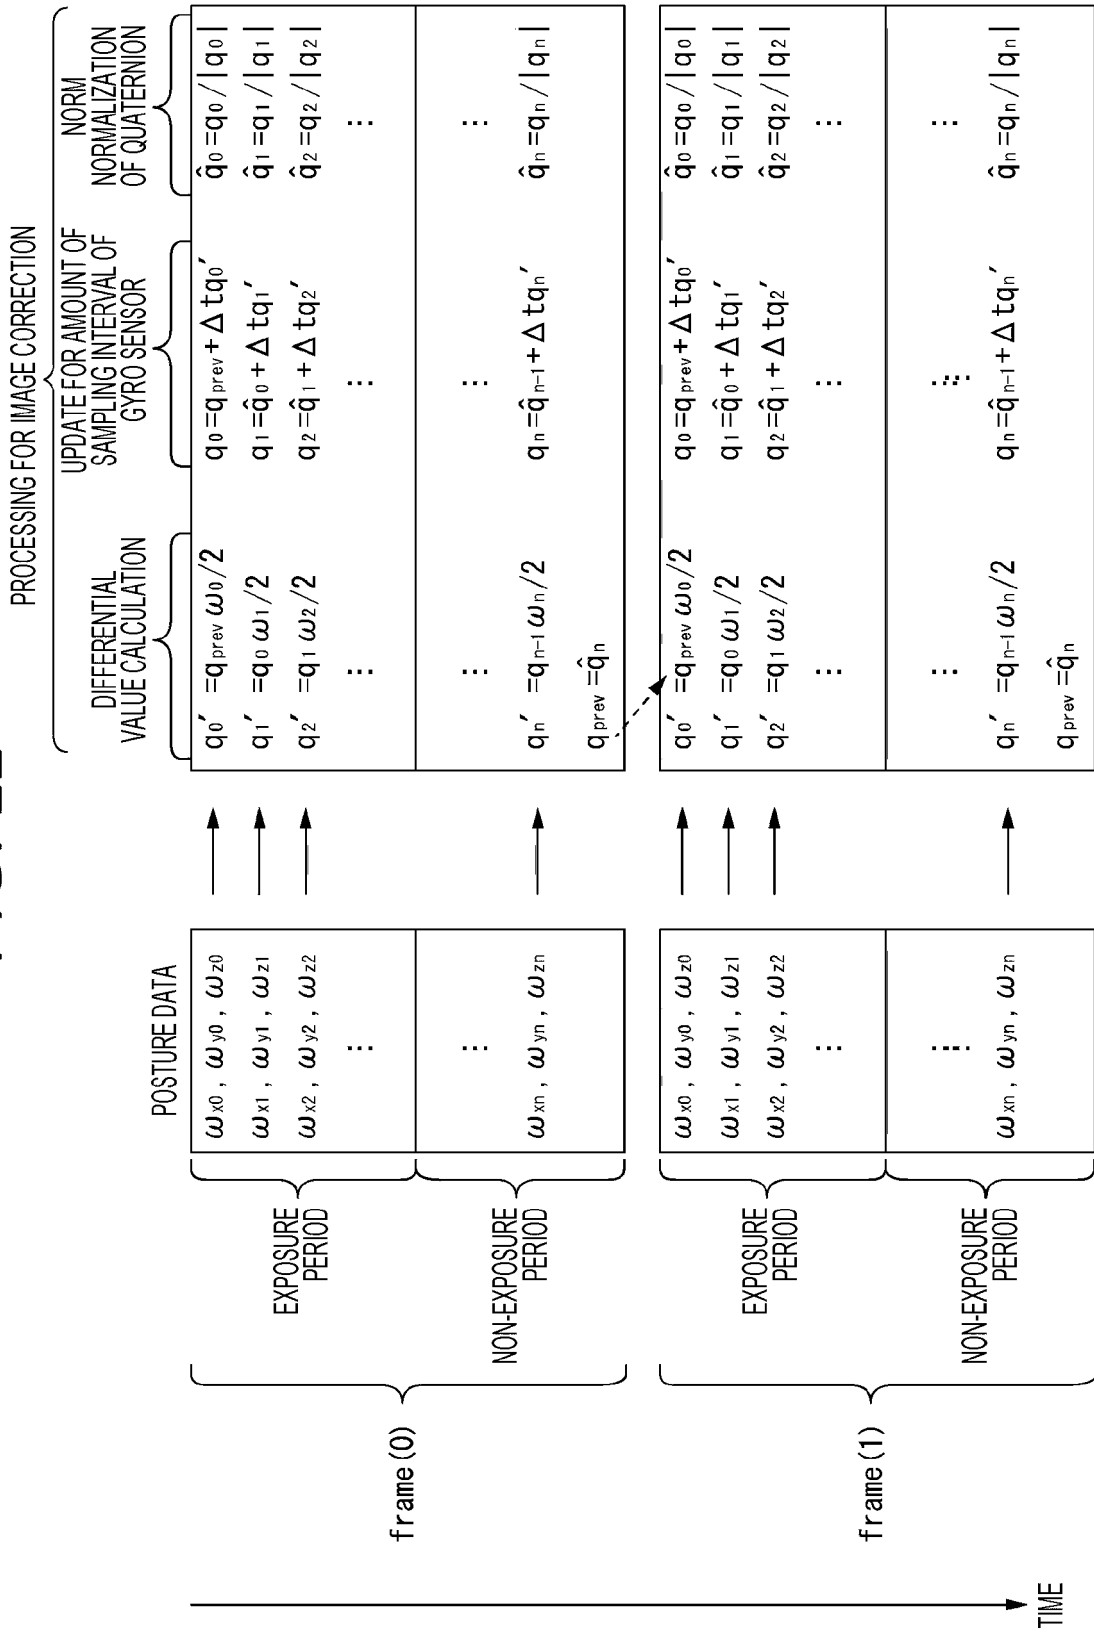 PROCESSING FOR IMAGE CORRECTION
POSTURE DATA
DIFFERENTIAL
VALUE CALCULATION
UPDATE FOR AMOUNT OF
SAMPLING INTERVAL OF
GYRO SENSOR
NORM
NORMALIZATION
OF QUATERNION
frame(0)
EXPOSURE
PERIOD
ωx0, ωy0, ωz0 q0′=qprev ω0/2 q0=qprev+Δtq0′ q̂0=q0/|q0|
ωx1, ωy1, ωz1 q1′=q0 ω1/2 q1=q̂0+Δtq1′ q̂1=q1/|q1|
ωx2, ωy2, ωz2 q2′=q1 ω2/2 q2=q̂1+Δtq2′ q̂2=q2/|q2|
... ... ... ...
NON-EXPOSURE
PERIOD
... ... ... ...
ωxn, ωyn, ωzn qn′=qn-1 ωn/2 qn=q̂n-1+Δtqn′ q̂n=qn/|qn|
qprev=q̂n
frame(1)
EXPOSURE
PERIOD
ωx0, ωy0, ωz0 q0′=qprev ω0/2 q0=qprev+Δtq0′ q̂0=q0/|q0|
ωx1, ωy1, ωz1 q1′=q0 ω1/2 q1=q̂0+Δtq1′ q̂1=q1/|q1|
ωx2, ωy2, ωz2 q2′=q1 ω2/2 q2=q̂1+Δtq2′ q̂2=q2/|q2|
... ... ... ...
NON-EXPOSURE
PERIOD
... ... ... ...
ωxn, ωyn, ωzn qn′=qn-1 ωn/2 qn=q̂n-1+Δtqn′ q̂n=qn/|qn|
qprev=q̂n
TIME